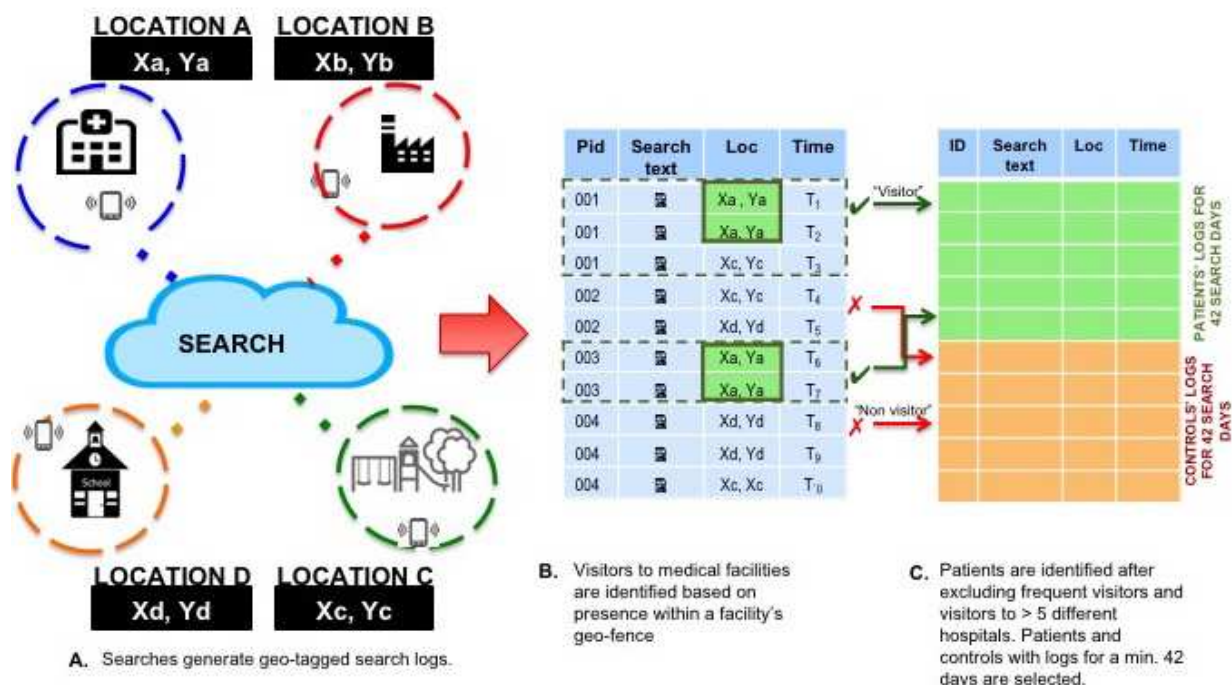 LOCATION A
Xa, Ya
LOCATION B
Xb, Yb
SEARCH
School
LOCATION D
Xd, Yd
LOCATION C
Xc, Yc
A. Searches generate geo-tagged search logs.
Pid Search text Loc Time
001 Xa , Ya T1
001 Xa, Ya T2
001 Xc, Yc T3
002 Xc, Yc T4
002 Xd, Yd T5
003 Xa, Ya T6
003 Xa, Ya T7
004 Xd, Yd T8
004 Xd, Yd T9
004 Xc, Xc
"Visitor"
"Non visitor"
B. Visitors to medical facilities
are identified based on
presence within a facility's
geo-fence
ID Search text Loc Time
PATIENTS' LOGS FOR
42 SEARCH DAYS
CONTROLS' LOGS
FOR 42 SEARCH
DAYS
C. Patients are identified after
excluding frequent visitors and
visitors to > 5 different
hospitals. Patients and
controls with logs for a min. 42
days are selected.